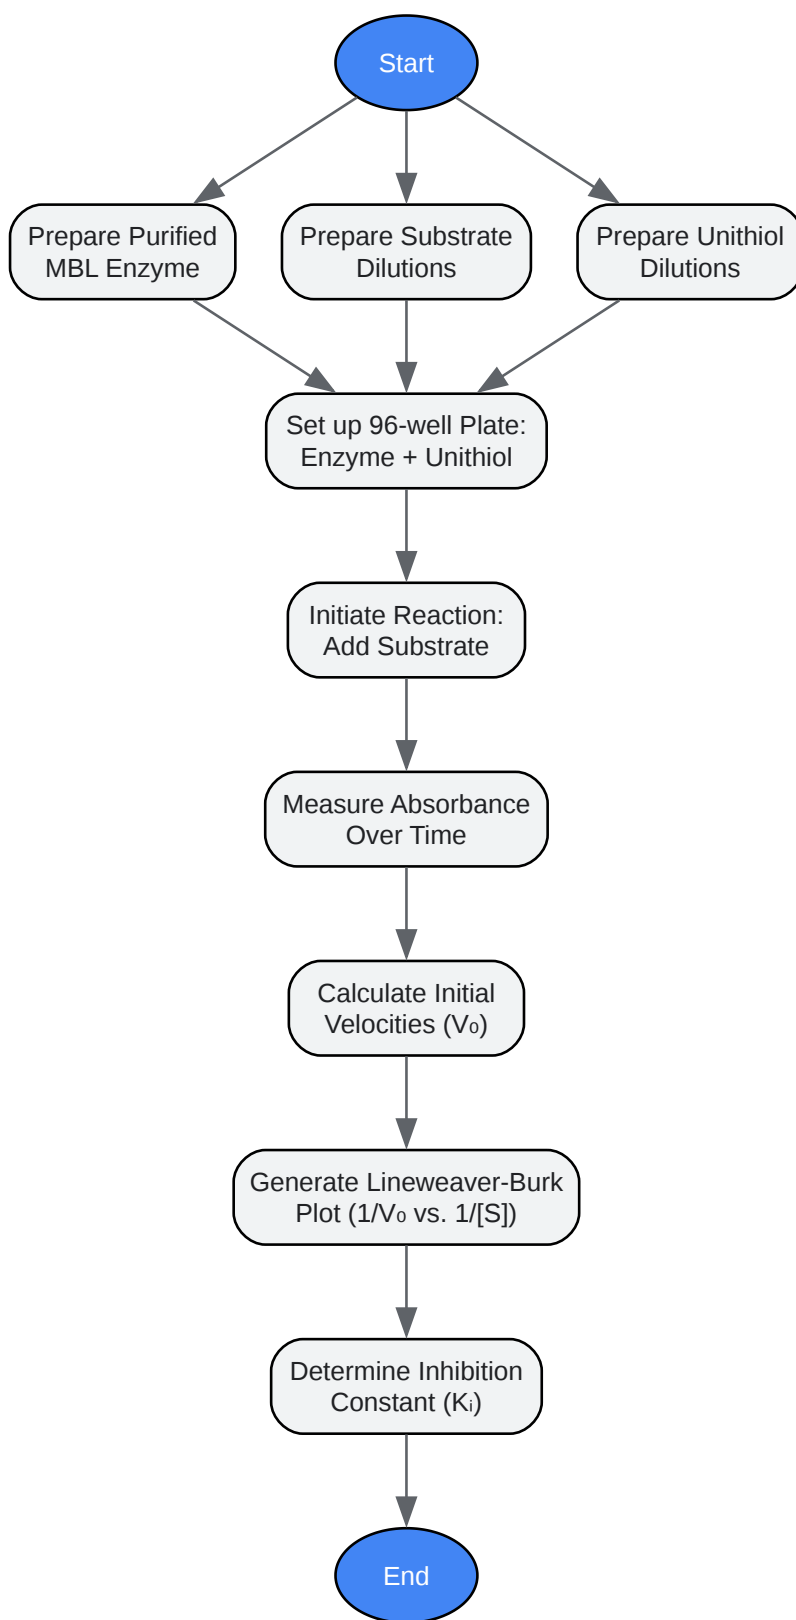 Start
Prepare Purified
MBL Enzyme
Prepare Substrate
Dilutions
Prepare Unithiol
Dilutions
Set up 96-well Plate:
Enzyme + Unithiol
Initiate Reaction:
Add Substrate
Measure Absorbance
Over Time
Calculate Initial
Velocities (V₀)
Generate Lineweaver-Burk
Plot (1/V₀ vs. 1/[S])
Determine Inhibition
Constant (Kᵢ)
End